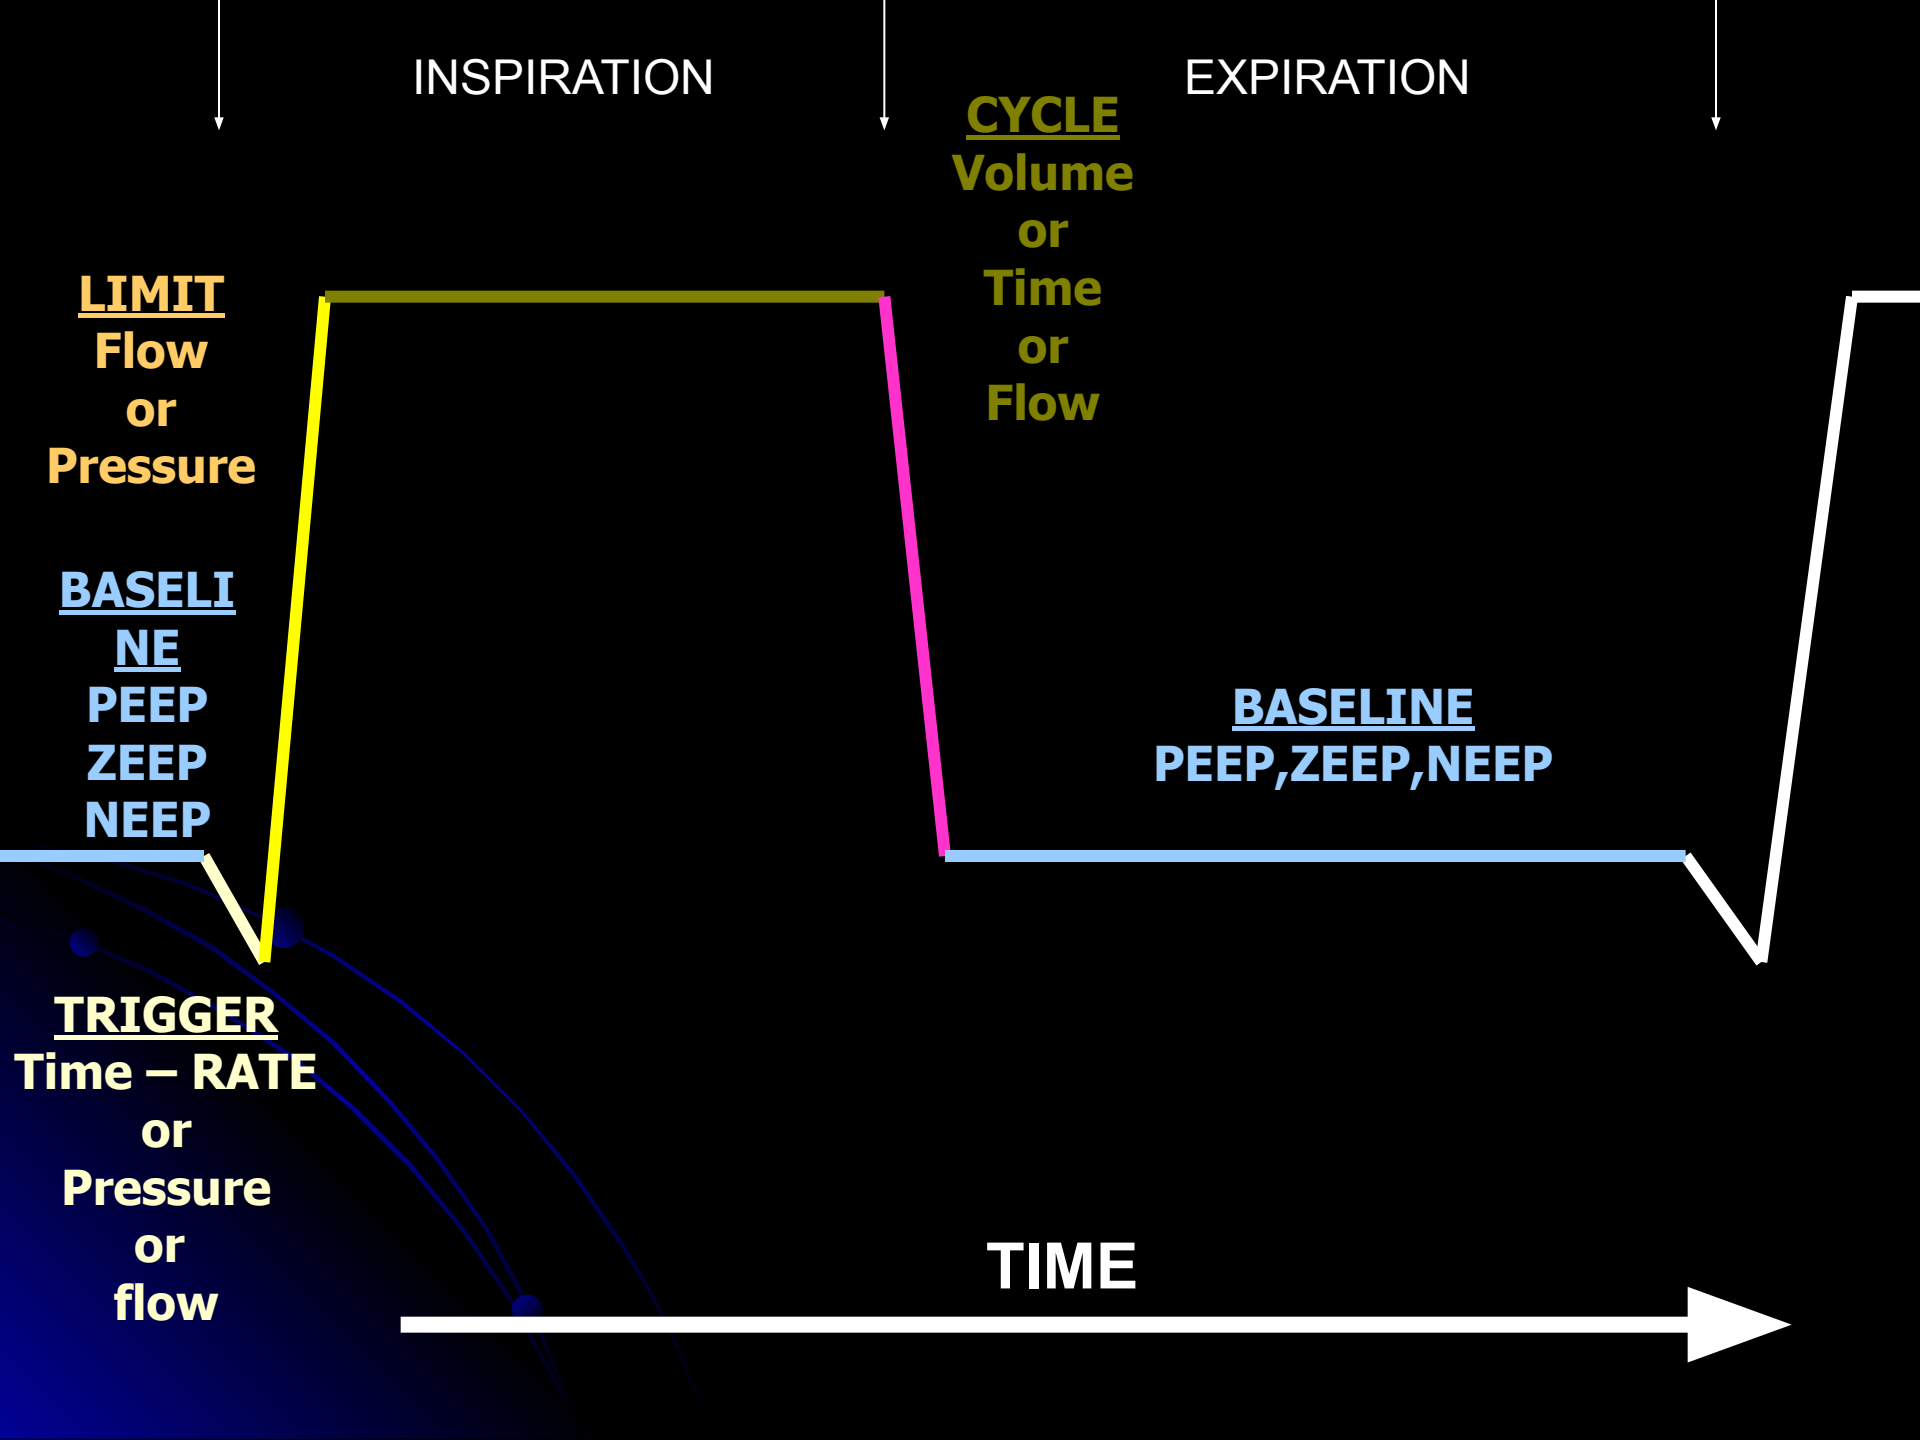 INSPIRATION
EXPIRATION
CYCLE
Volume
or
Time
or
Flow
LIMIT
Flow
or
Pressure
BASELI
NE
PEEP
ZEEP
NEEP
BASELINE
PEEP,ZEEP,NEEP
TRIGGER
Time – RATE
or
Pressure
or
flow
TIME